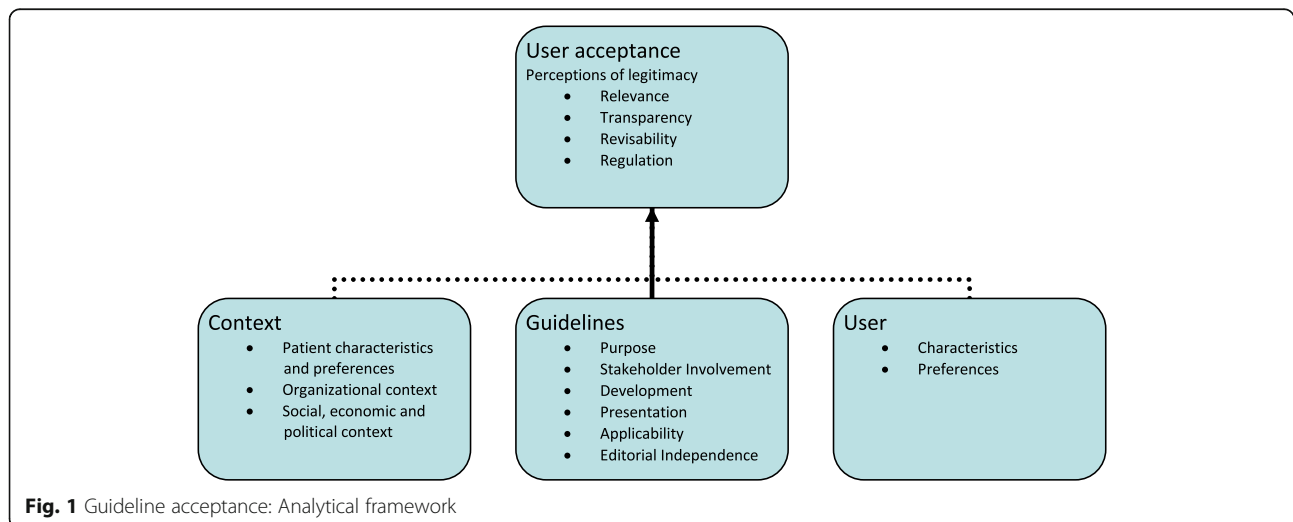 User acceptance
Perceptions of legitimacy
• Relevance
• Transparency
• Revisability
• Regulation
Context
• Patient characteristics
and preferences
• Organizational context
• Social, economic and
political context
Guidelines
• Purpose
• Stakeholder Involvement
• Development
• Presentation
• Applicability
• Editorial Independence
User
• Characteristics
• Preferences
Fig. 1 Guideline acceptance: Analytical framework